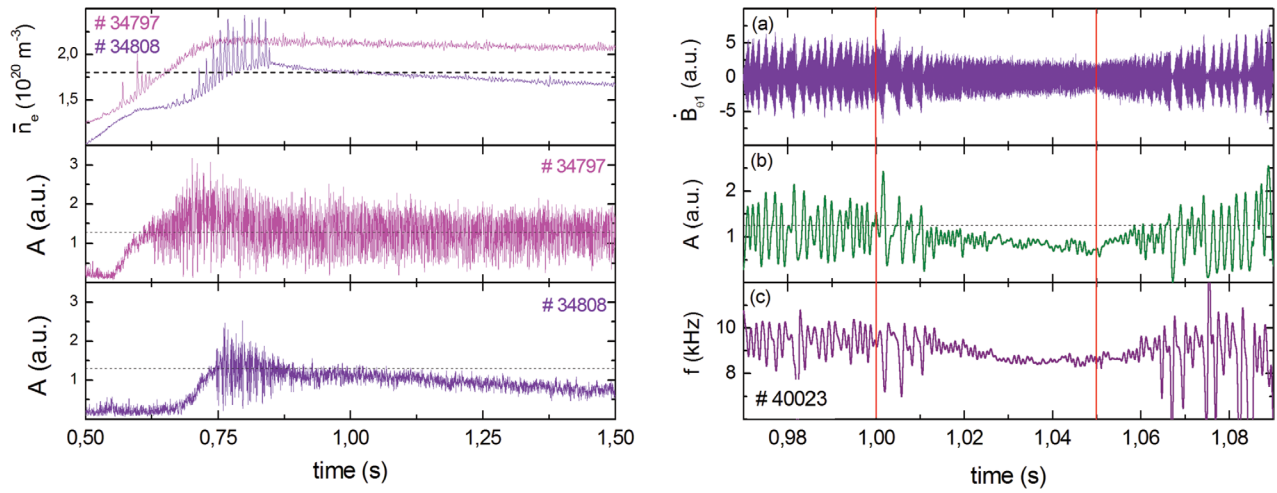 # 34797
# 34808
n̄e (10^20 m^-3)
2,0
1,5
# 34797
A (a.u.)
3
2
1
# 34808
A (a.u.)
3
2
1
0,50 0,75 1,00 1,25 1,50
time (s)
(a)
Ḃθ1 (a.u.)
5
0
-5
(b)
A (a.u.)
2
1
(c)
f (kHz)
10
8
# 40023
0,98 1,00 1,02 1,04 1,06 1,08
time (s)